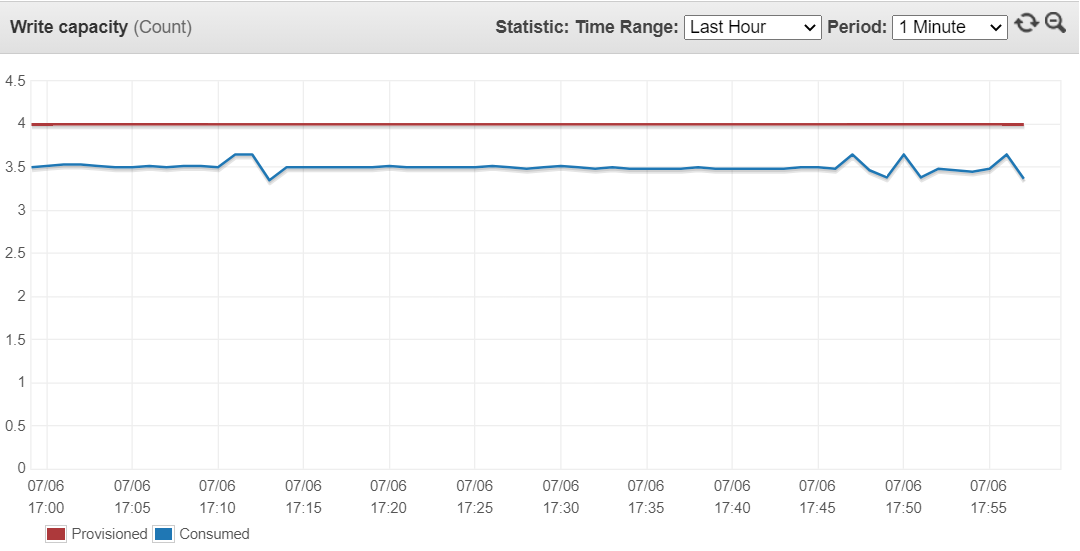 Write capacity (Count) Statistic: Time Range: Last Hour Period: 1 Minute
4.5
4
3.5
3
2.5
2
1.5
1
0.5
0
07/06 07/06 07/06 07/06 07/06 07/06 07/06 07/06 07/06 07/06 07/06 07/06
17:00 17:05 17:10 17:15 17:20 17:25 17:30 17:35 17:40 17:45 17:50 17:55
Provisioned Consumed